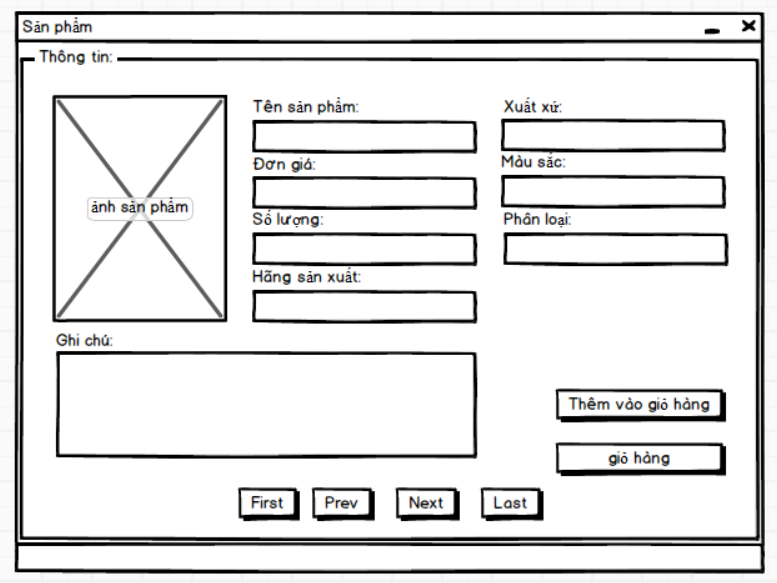 Sản phẩm
Thông tin:
Tên sản phẩm:
Xuất xứ:
Đơn giá:
Màu sắc:
ảnh sản phẩm
Số lượng:
Phân loại:
Hãng sản xuất:
Ghi chú:
Thêm vào giỏ hàng
giỏ hàng
First
Prev
Next
Last